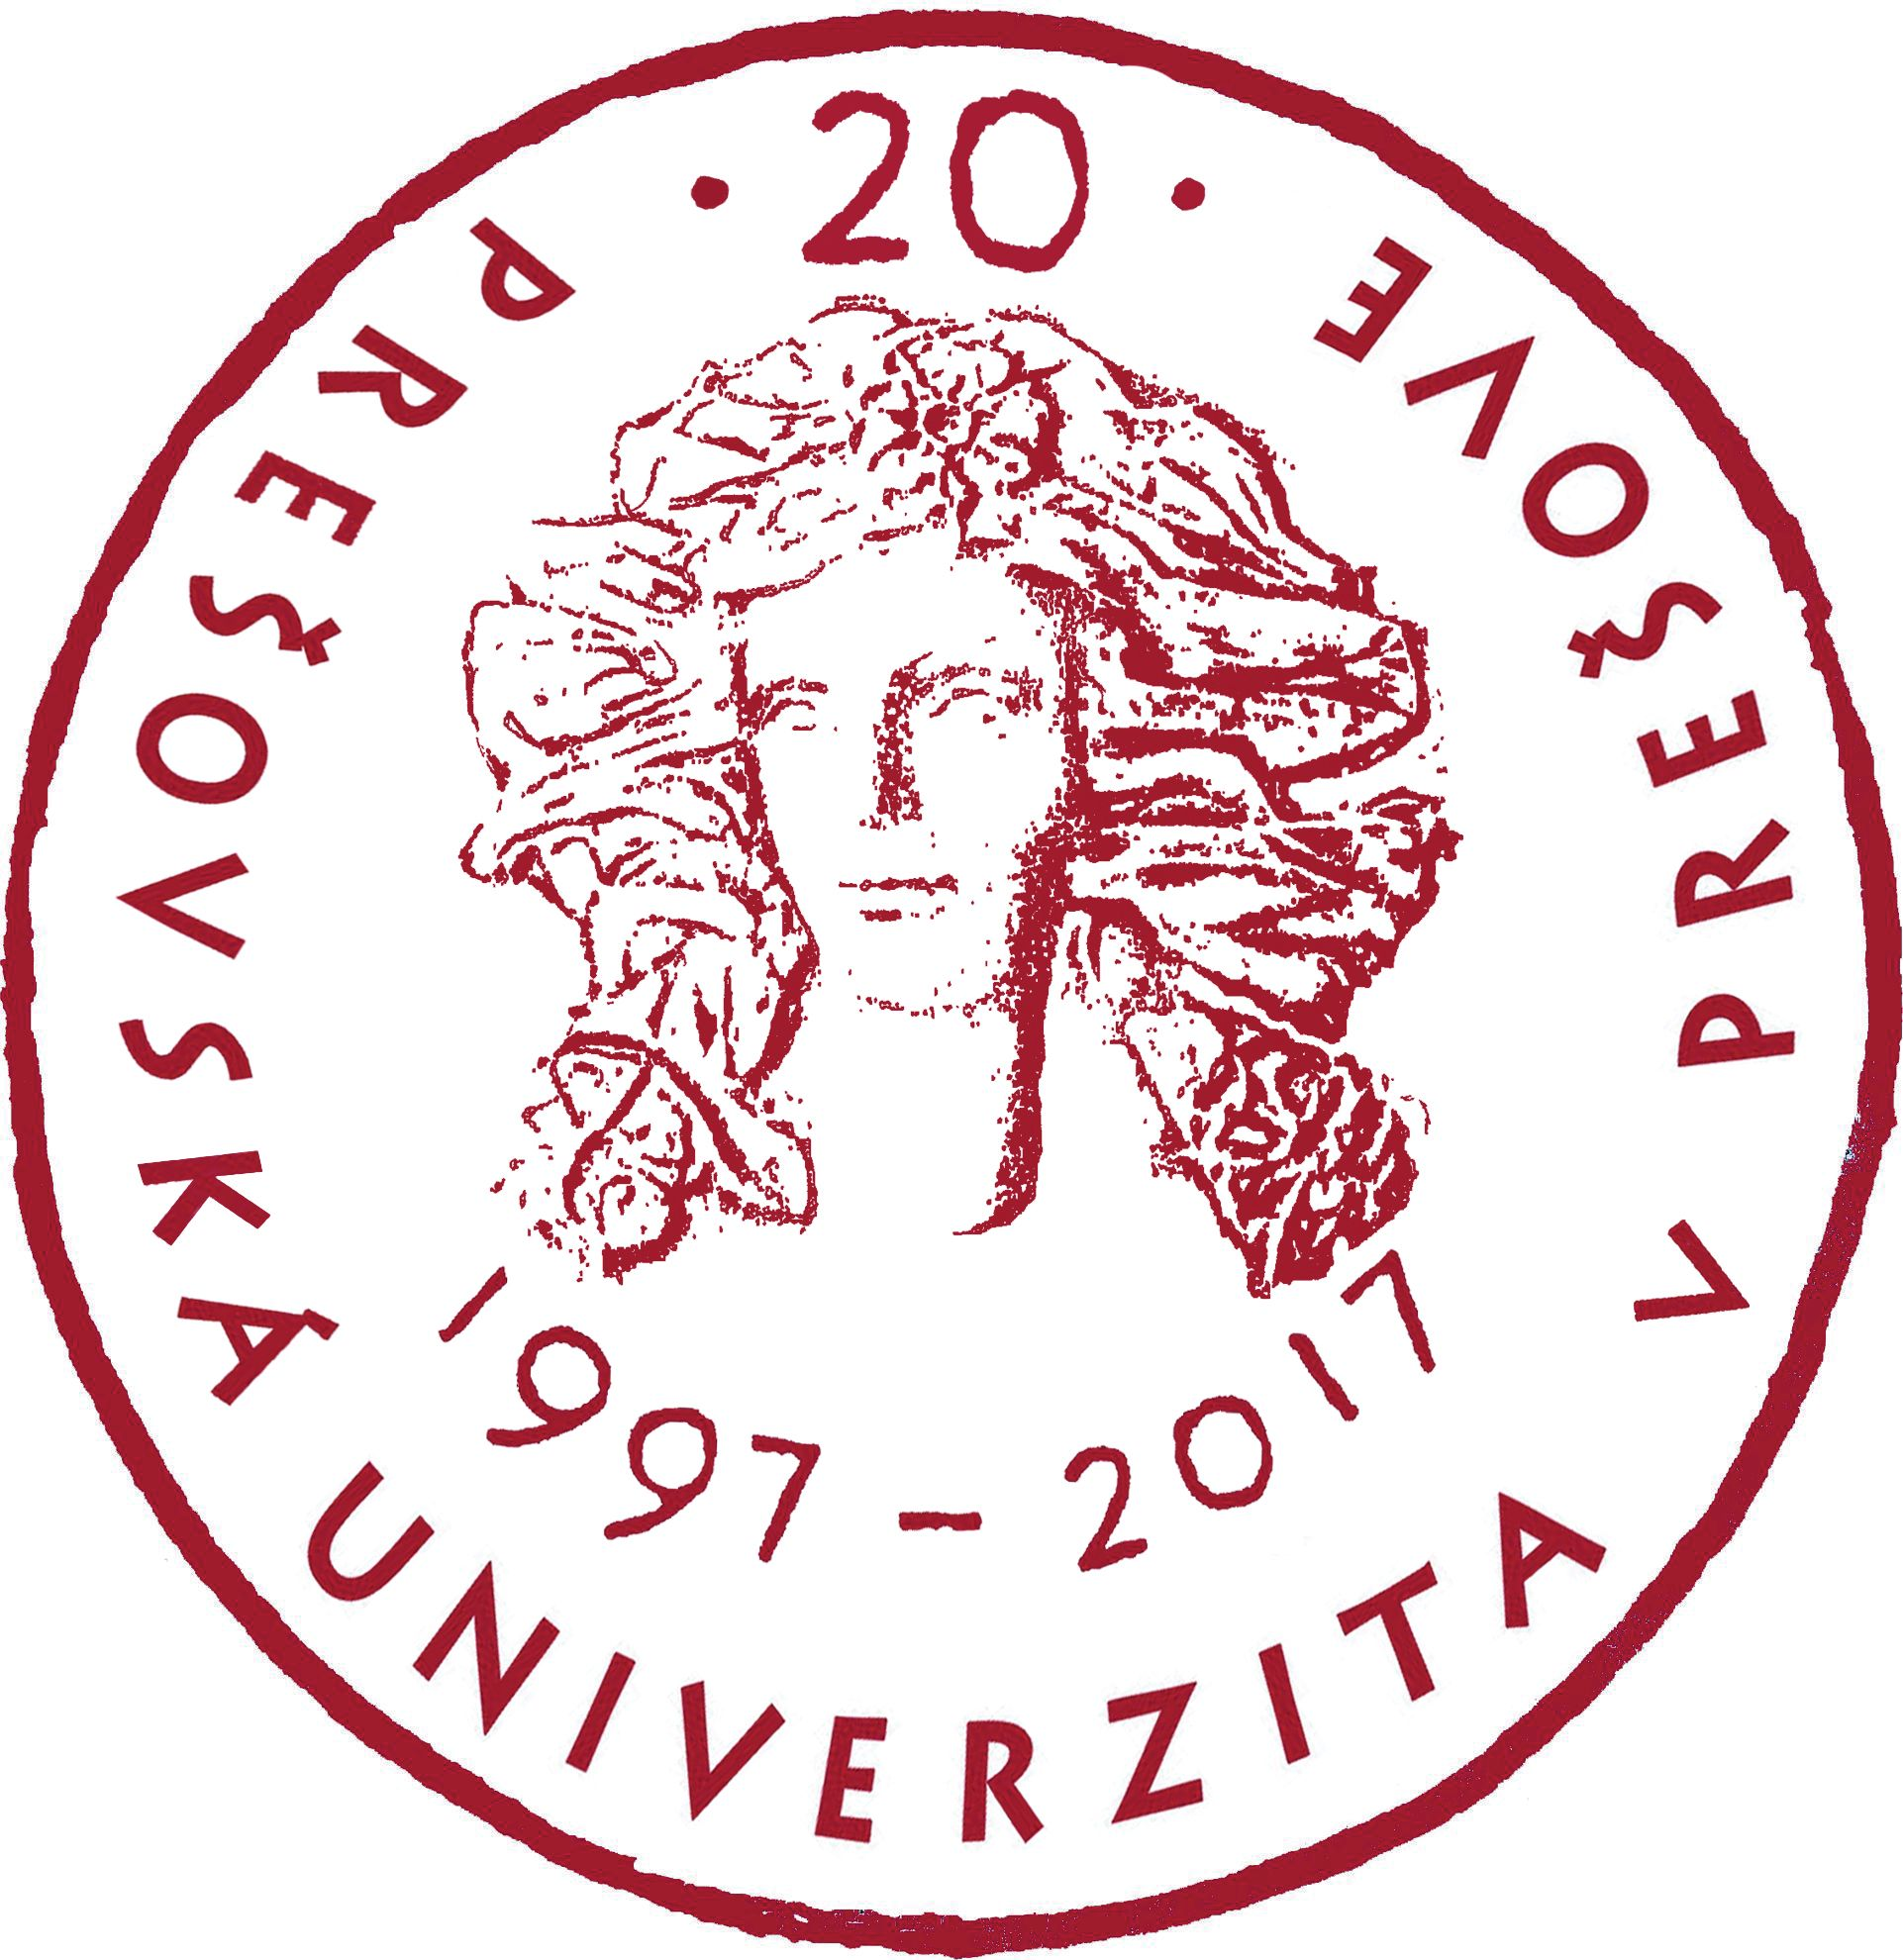 · 20 ·
PREŠOVSKÁ UNIVERZITA V PREŠOVE
1997 – 2017